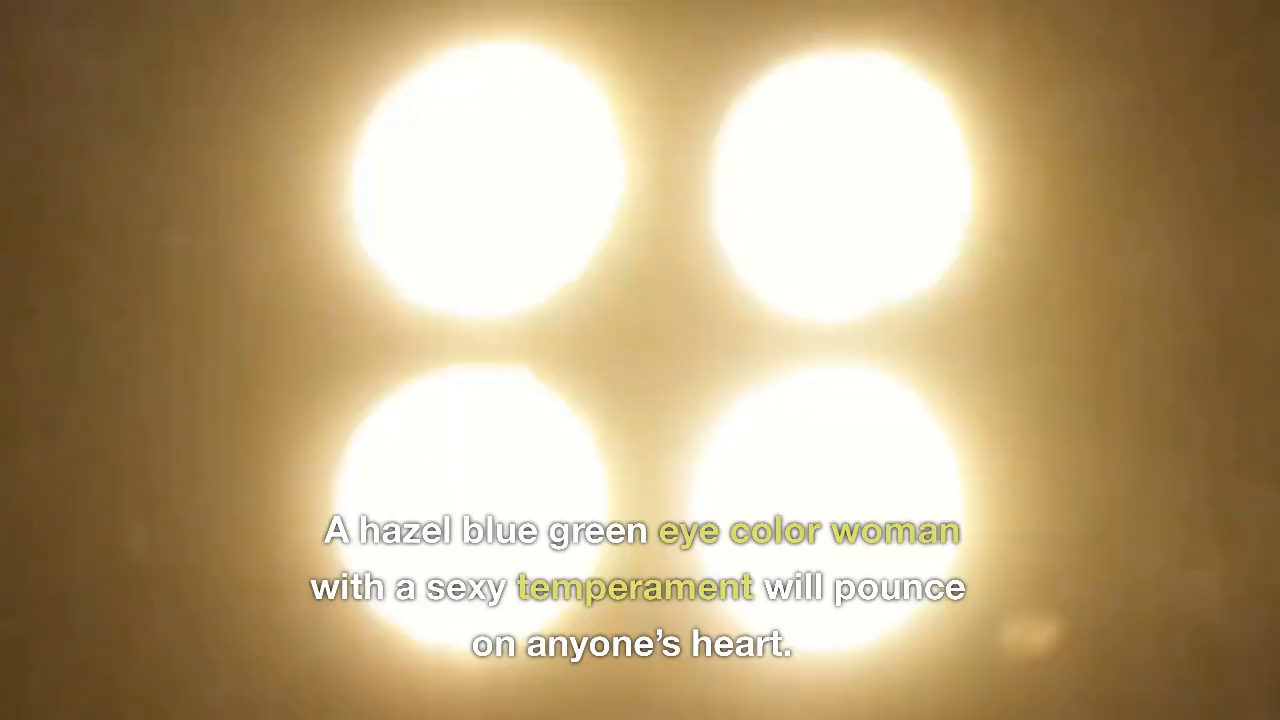 A hazel blue green eye color woman
with a sexy temperament will pounce
on anyone's heart.